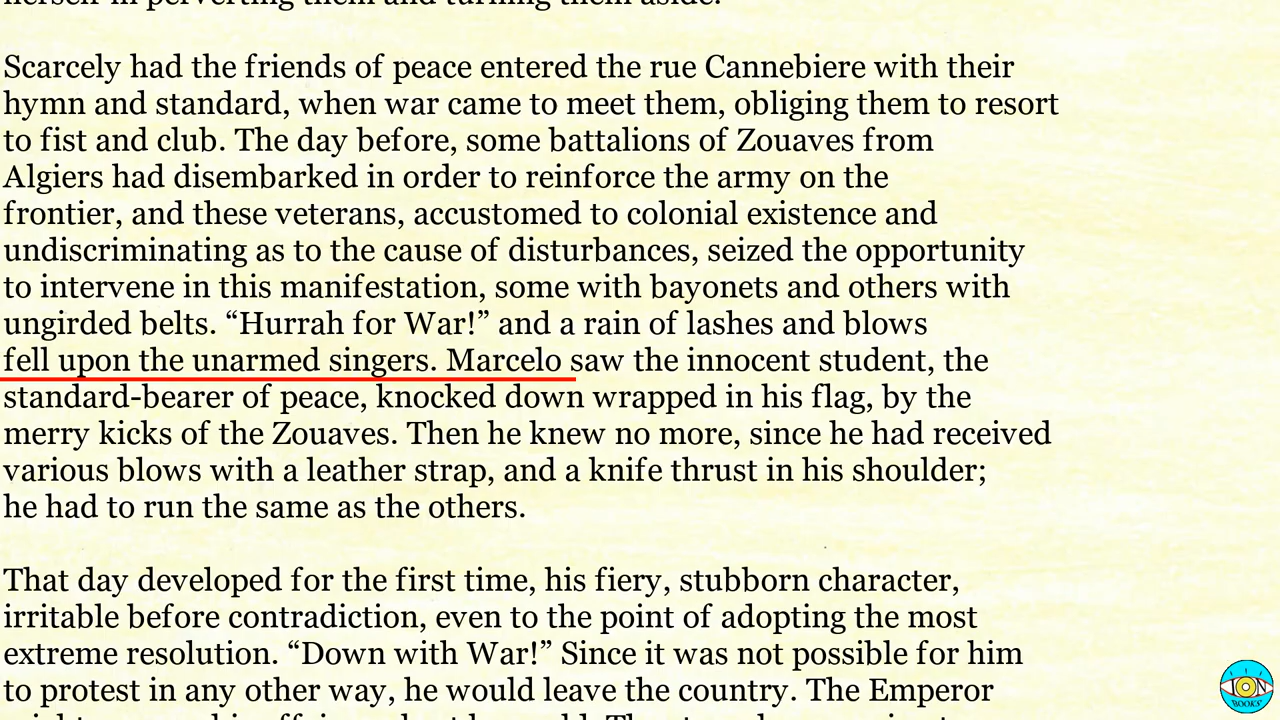 herself in perverting them and turning them aside.
Scarcely had the friends of peace entered the rue Cannebiere with their
hymn and standard, when war came to meet them, obliging them to resort
to fist and club. The day before, some battalions of Zouaves from
Algiers had disembarked in order to reinforce the army on the
frontier, and these veterans, accustomed to colonial existence and
undiscriminating as to the cause of disturbances, seized the opportunity
to intervene in this manifestation, some with bayonets and others with
ungirded belts. “Hurrah for War!” and a rain of lashes and blows
fell upon the unarmed singers. Marcelo saw the innocent student, the
standard-bearer of peace, knocked down wrapped in his flag, by the
merry kicks of the Zouaves. Then he knew no more, since he had received
various blows with a leather strap, and a knife thrust in his shoulder;
he had to run the same as the others.
That day developed for the first time, his fiery, stubborn character,
irritable before contradiction, even to the point of adopting the most
extreme resolution. “Down with War!” Since it was not possible for him
to protest in any other way, he would leave the country. The Emperor
ION
BOOKS